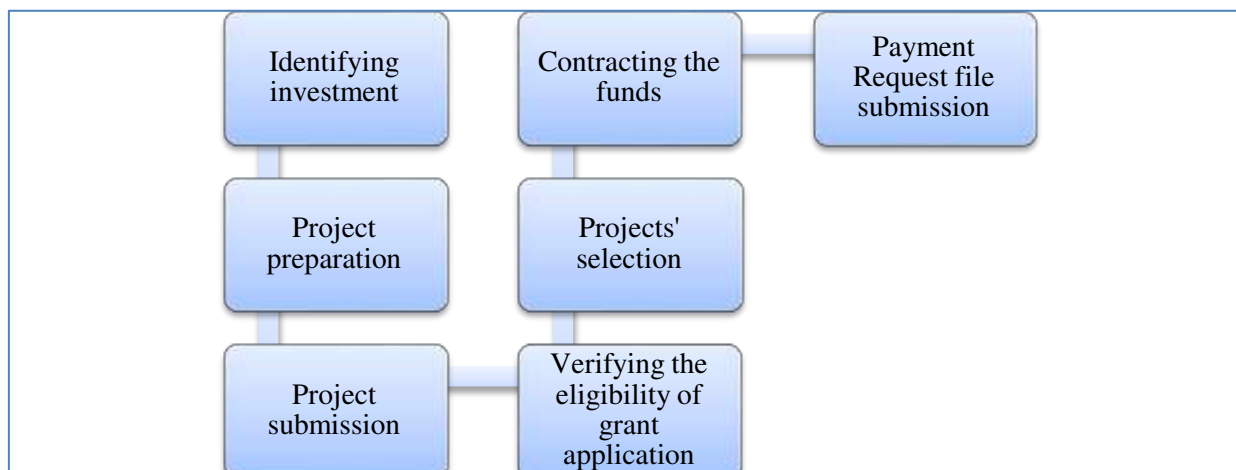 Identifying
investment
Project
preparation
Project
submission
Verifying the
eligibility of
grant
application
Projects'
selection
Contracting the
funds
Payment
Request file
submission